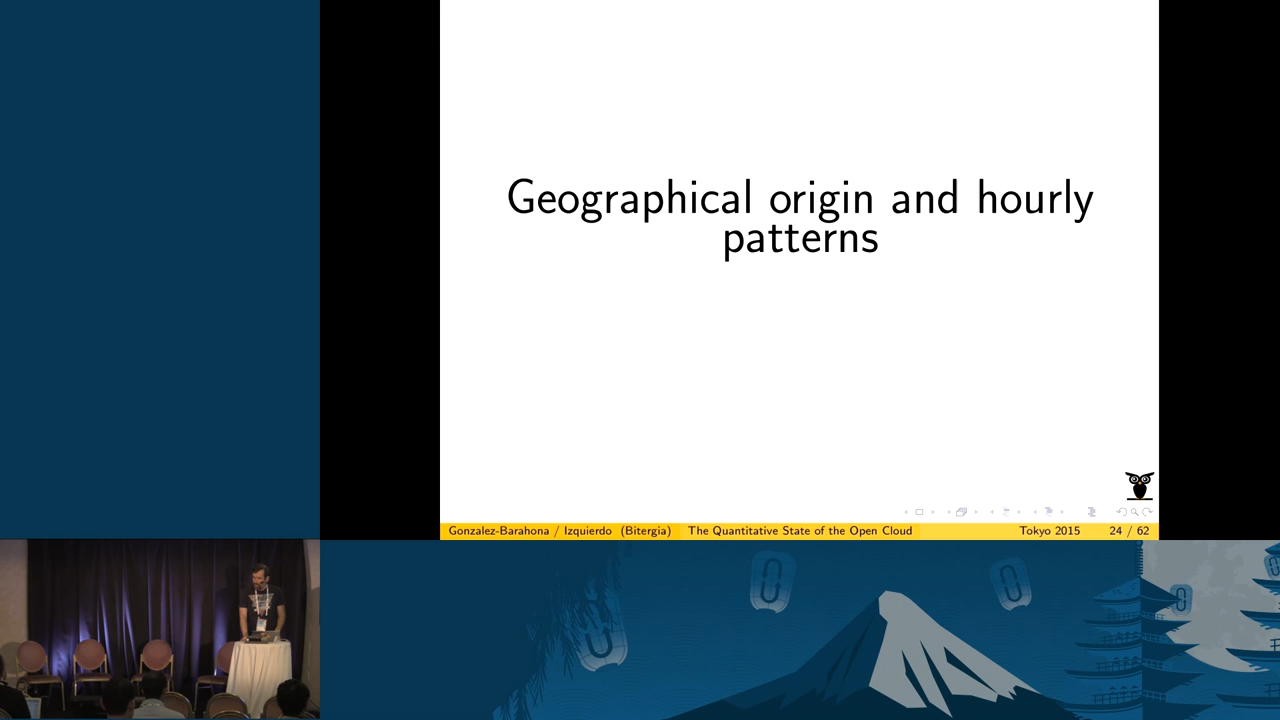 Geographical origin and hourly
patterns
Gonzalez-Barahona / Izquierdo (Bitergia) The Quantitative State of the Open Cloud Tokyo 2015 24 / 62